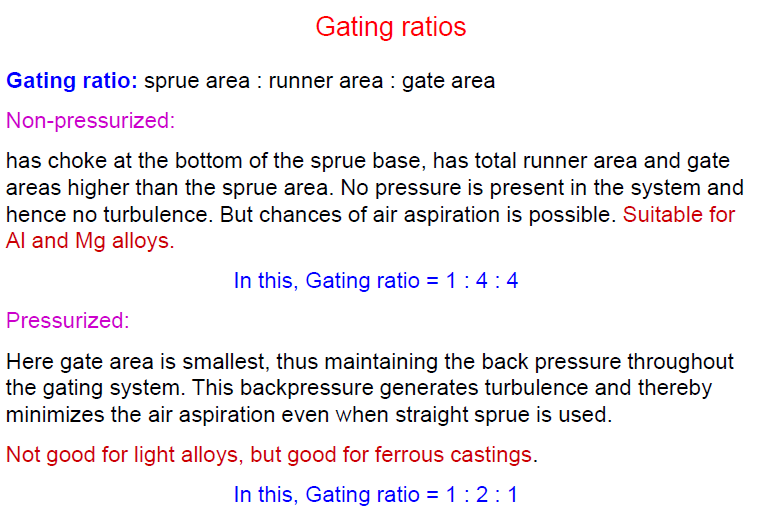 Gating ratios
Gating ratio: sprue area : runner area : gate area
Non-pressurized:
has choke at the bottom of the sprue base, has total runner area and gate
areas higher than the sprue area. No pressure is present in the system and
hence no turbulence. But chances of air aspiration is possible. Suitable for
Al and Mg alloys.
In this, Gating ratio = 1 : 4 : 4
Pressurized:
Here gate area is smallest, thus maintaining the back pressure throughout
the gating system. This backpressure generates turbulence and thereby
minimizes the air aspiration even when straight sprue is used.
Not good for light alloys, but good for ferrous castings.
In this, Gating ratio = 1 : 2 : 1